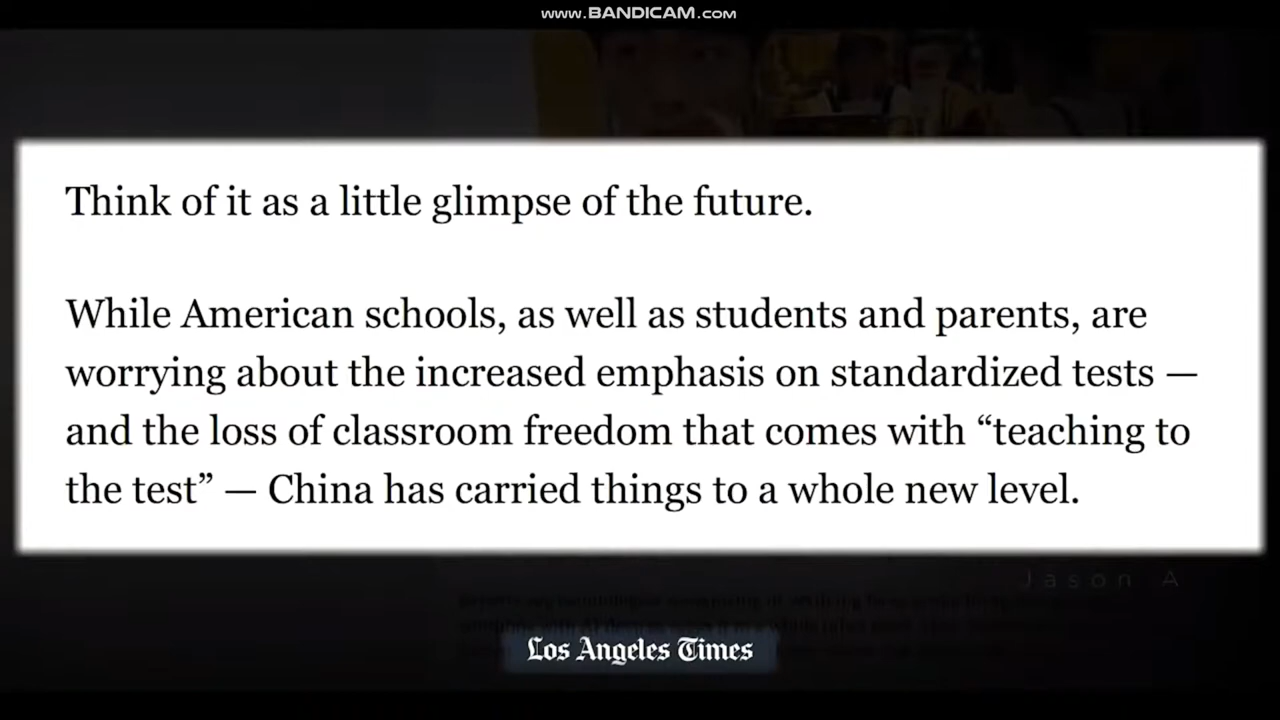 www.BANDICAM.com
Think of it as a little glimpse of the future.
While American schools, as well as students and parents, are
worrying about the increased emphasis on standardized tests —
and the loss of classroom freedom that comes with “teaching to
the test” — China has carried things to a whole new level.
Jason A
Los Angeles Times